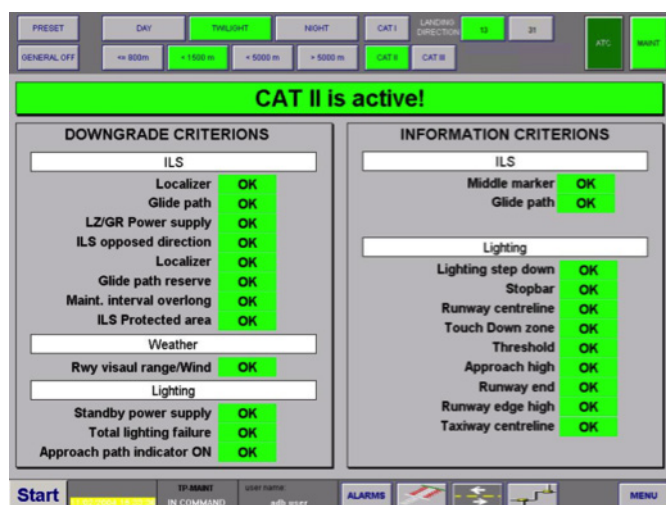 PRESET DAY TWILIGHT NIGHT CAT I LANDING DIRECTION 13 31 ATC MAINT
GENERAL OFF <= 800m < 1500 m < 5000 m > 5000 m CAT II CAT III
CAT II is active!
DOWNGRADE CRITERIONS
ILS
Localizer OK
Glide path OK
LZ/GR Power supply OK
ILS opposed direction OK
Localizer OK
Glide path reserve OK
Maint. interval overlong OK
ILS Protected area OK
Weather
Rwy visaul range/Wind OK
Lighting
Standby power supply OK
Total lighting failure OK
Approach path indicator ON OK
INFORMATION CRITERIONS
ILS
Middle marker OK
Glide path OK
Lighting
Lighting step down OK
Stopbar OK
Runway centreline OK
Touch Down zone OK
Threshold OK
Approach high OK
Runway end OK
Runway edge high OK
Taxiway centreline OK
Start TP-MAINT user name: ALARMS MENU
IN COMMAND adb user